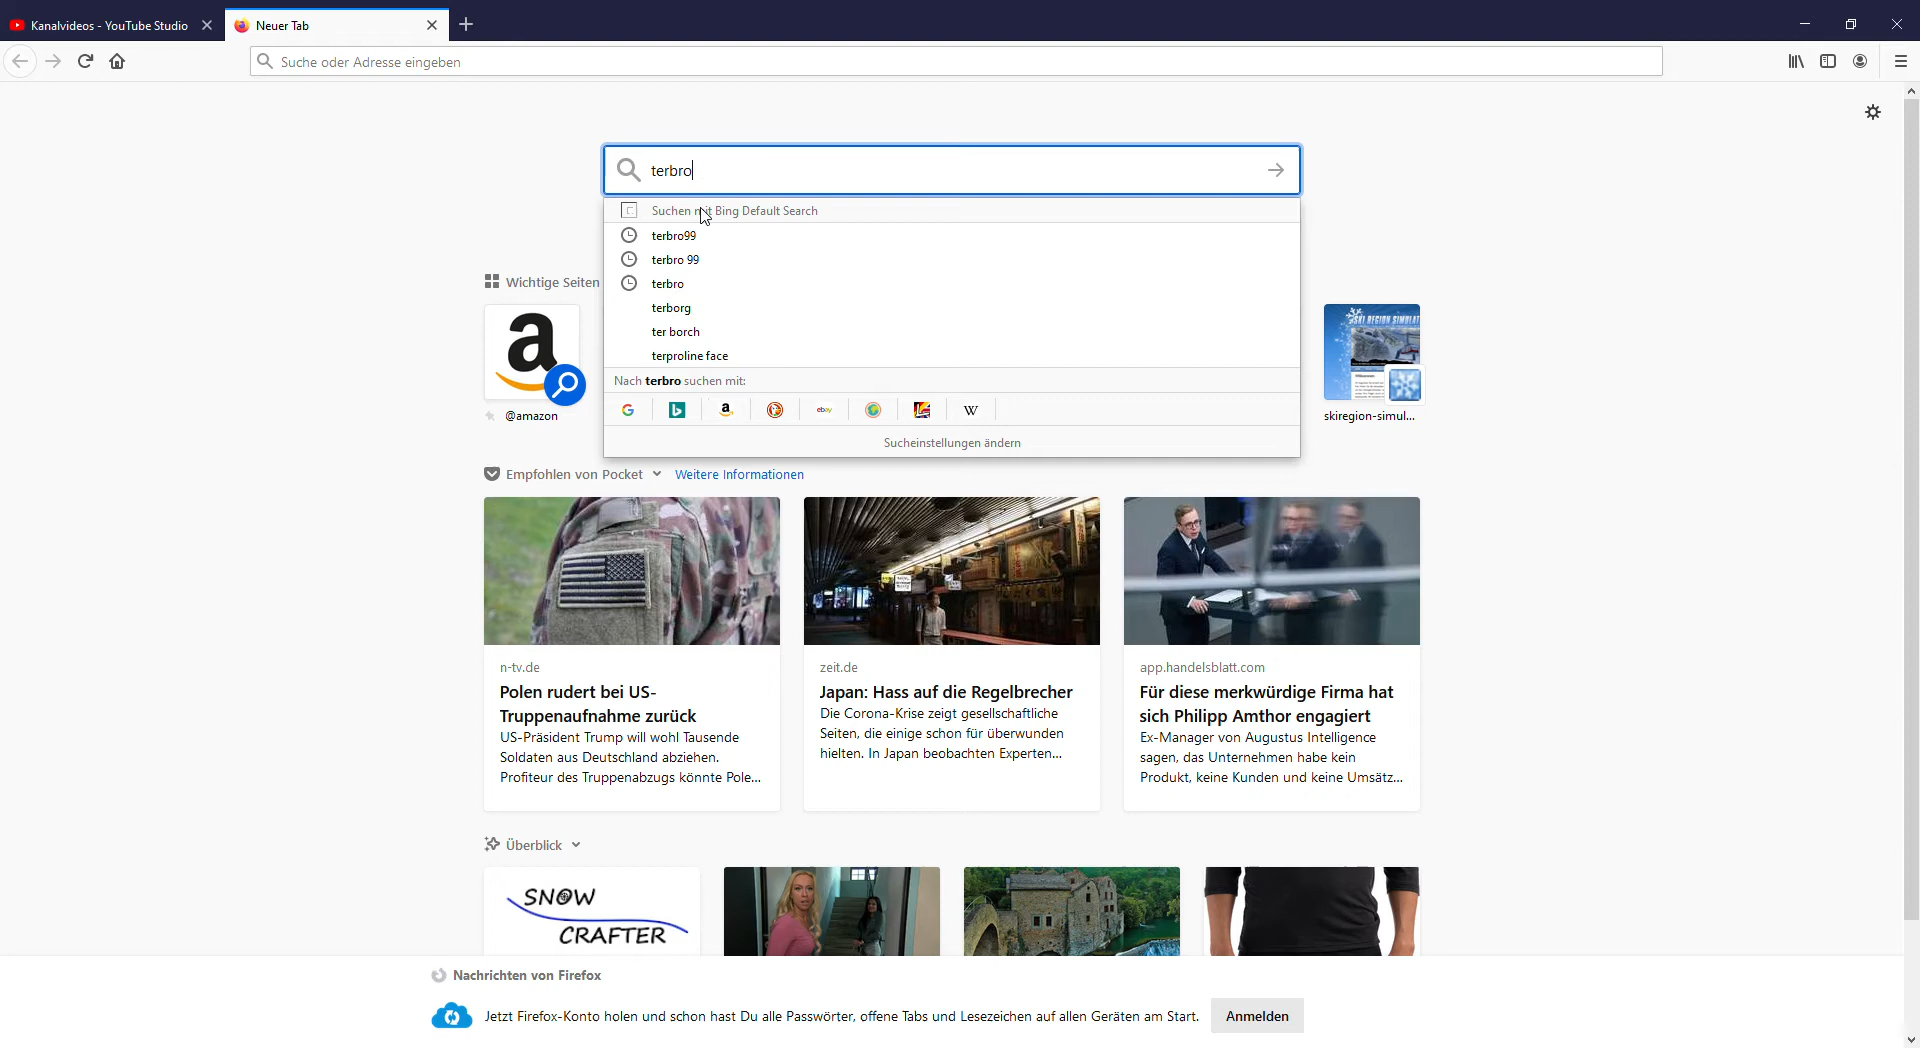 Kanalvideos - YouTube Studio
Neuer Tab
Suche oder Adresse eingeben
terbro
Suchen mit Bing Default Search
terbro99
terbro 99
terbro
terborg
ter borch
terproline face
Nach terbro suchen mit:
Sucheinstellungen ändern
Wichtige Seiten
@amazon
SKI REGION SIMULAT
skiregion-simul...
ebay
Empfohlen von Pocket
Weitere Informationen
n-tv.de
Polen rudert bei US-
Truppenaufnahme zurück
US-Präsident Trump will wohl Tausende
Soldaten aus Deutschland abziehen.
Profiteur des Truppenabzugs könnte Pole...
zeit.de
Japan: Hass auf die Regelbrecher
Die Corona-Krise zeigt gesellschaftliche
Seiten, die einige schon für überwunden
hielten. In Japan beobachten Experten...
app.handelsblatt.com
Für diese merkwürdige Firma hat
sich Philipp Amthor engagiert
Ex-Manager von Augustus Intelligence
sagen, das Unternehmen habe kein
Produkt, keine Kunden und keine Umsätz...
Überblick
SNOW
CRAFTER
Nachrichten von Firefox
Jetzt Firefox-Konto holen und schon hast Du alle Passwörter, offene Tabs und Lesezeichen auf allen Geräten am Start.
Anmelden